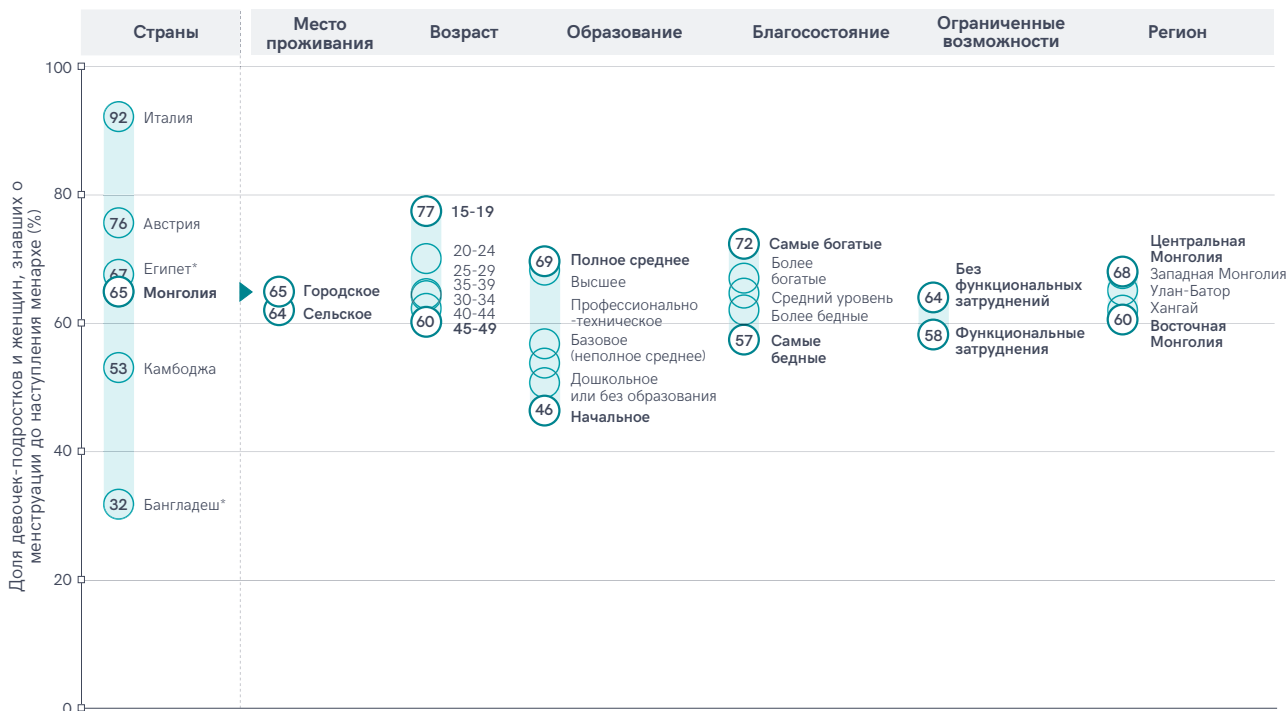 Страны
Место
проживания
Возраст
Образование
Благосостояние
Ограниченные
возможности
Регион
Доля девочек-подростков и женщин, знавших о
менструации до наступления менархе (%)
100
80
60
40
20
0
92 Италия
76 Австрия
67 Египет*
65 Монголия
53 Камбоджа
32 Бангладеш*
65 Городское
64 Сельское
77 15-19
20-24
25-29
35-39
30-34
40-44
60 45-49
69 Полное среднее
Высшее
Профессионально
-техническое
Базовое
(неполное среднее)
Дошкольное
или без образования
46 Начальное
72 Самые богатые
Более
богатые
Средний уровень
Более бедные
57 Самые
бедные
Без
функциональных
64 затруднений
58 Функциональные
затруднения
Центральная
Монголия
68 Западная Монголия
Улан-Батор
Хангай
60 Восточная
Монголия